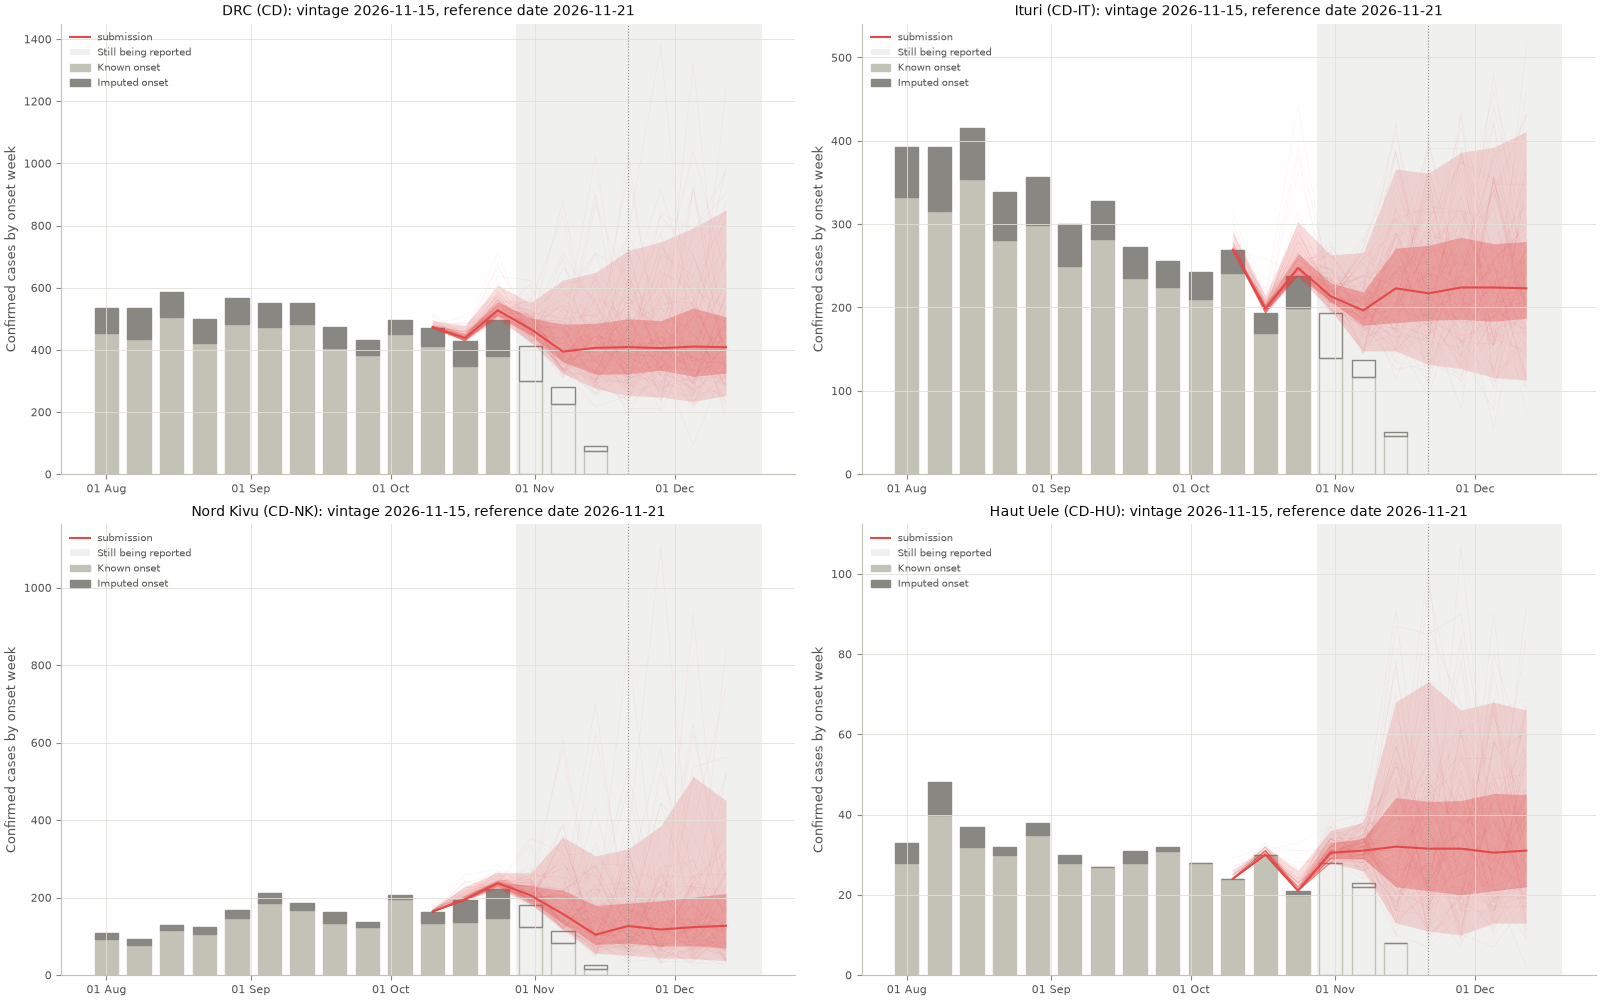 DRC (CD): vintage 2026-11-15, reference date 2026-11-21
Confirmed cases by onset week
1400
1200
1000
800
600
400
200
0
submission
Still being reported
Known onset
Imputed onset
01 Aug
01 Sep
01 Oct
01 Nov
01 Dec
Ituri (CD-IT): vintage 2026-11-15, reference date 2026-11-21
Confirmed cases by onset week
500
400
300
200
100
0
submission
Still being reported
Known onset
Imputed onset
01 Aug
01 Sep
01 Oct
01 Nov
01 Dec
Nord Kivu (CD-NK): vintage 2026-11-15, reference date 2026-11-21
Confirmed cases by onset week
1000
800
600
400
200
0
submission
Still being reported
Known onset
Imputed onset
01 Aug
01 Sep
01 Oct
01 Nov
01 Dec
Haut Uele (CD-HU): vintage 2026-11-15, reference date 2026-11-21
Confirmed cases by onset week
100
80
60
40
20
0
submission
Still being reported
Known onset
Imputed onset
01 Aug
01 Sep
01 Oct
01 Nov
01 Dec